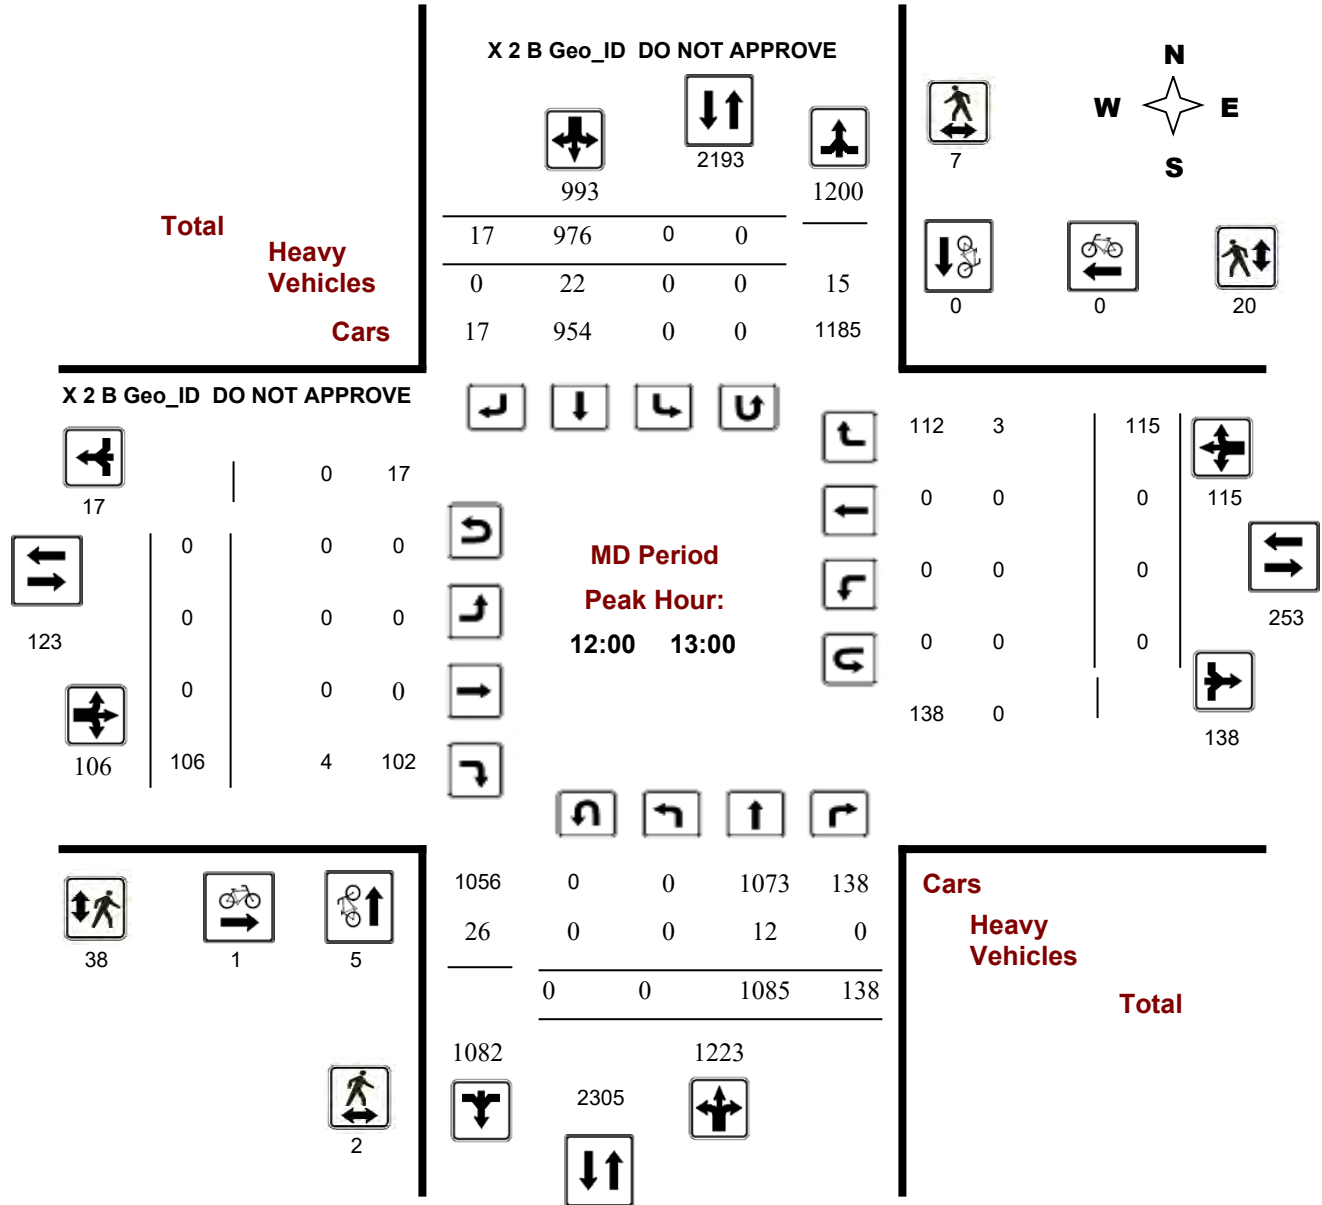 X 2 B Geo_ID DO NOT APPROVE
N
W E
S
2193
7
993 1200
Total 17 976 0 0
Heavy
Vehicles 0 22 0 0 15
Cars 17 954 0 0 1185
0 0 20
X 2 B Geo_ID DO NOT APPROVE
112 3 115
0 17
17
0 0 0 115
0 0 0
MD Period
0 0 0
Peak Hour:
0 0 0
253
123
12:00 13:00
0 0 0
0 0 0
138 0
138
106 106 4 102
1056 0 0 1073 138 Cars
26 0 0 12 0 Heavy
Vehicles
38 1 5
0 0 1085 138 Total
1082 1223
2305
2